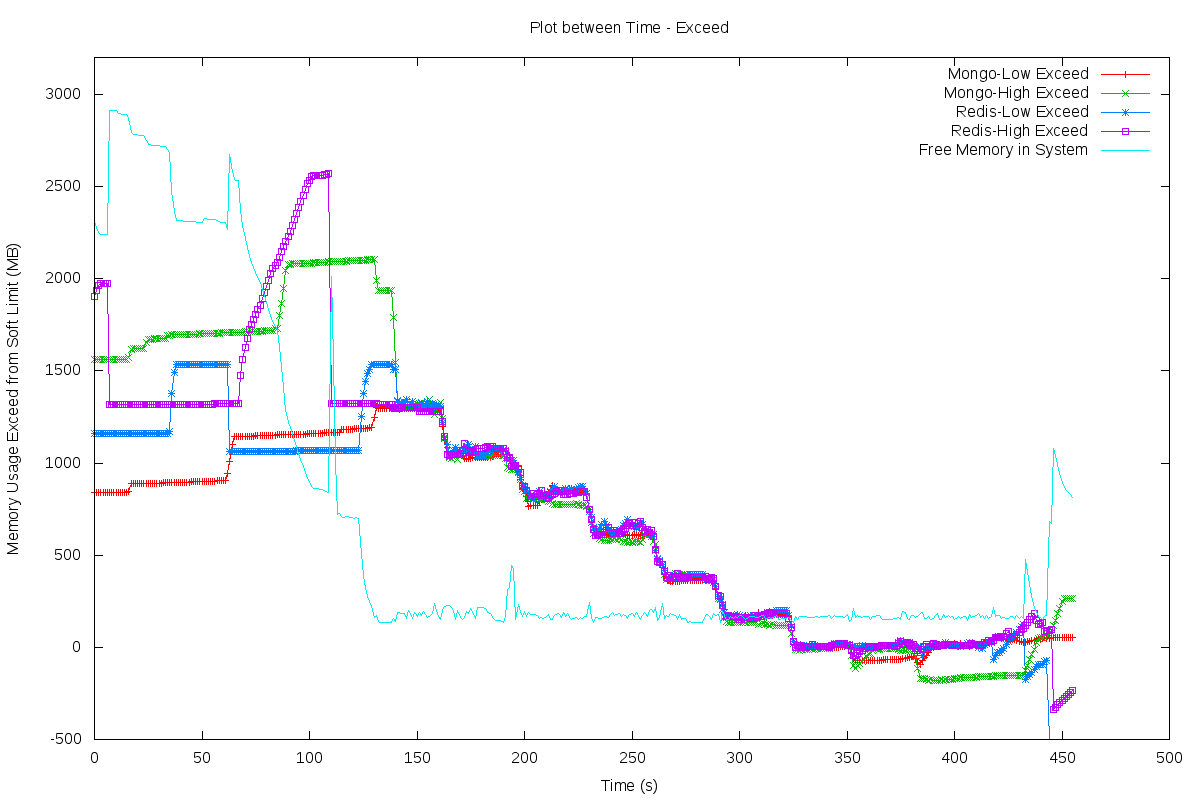 Plot between Time - Exceed
Mongo-Low Exceed
Mongo-High Exceed
Redis-Low Exceed
Redis-High Exceed
Free Memory in System
Memory Usage Exceed from Soft Limit (MB)
3000
2500
2000
1500
1000
500
0
-500
0 50 100 150 200 250 300 350 400 450 500
Time (s)